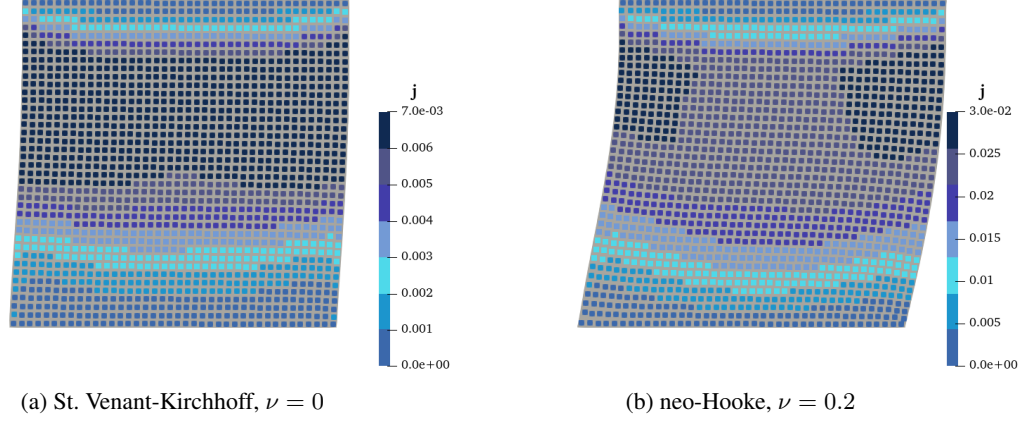 j
7.0e-03
0.006
0.005
0.004
0.003
0.002
0.001
0.0e+00
j
3.0e-02
0.025
0.02
0.015
0.01
0.005
0.0e+00
(a) St. Venant-Kirchhoff, ν = 0
(b) neo-Hooke, ν = 0.2